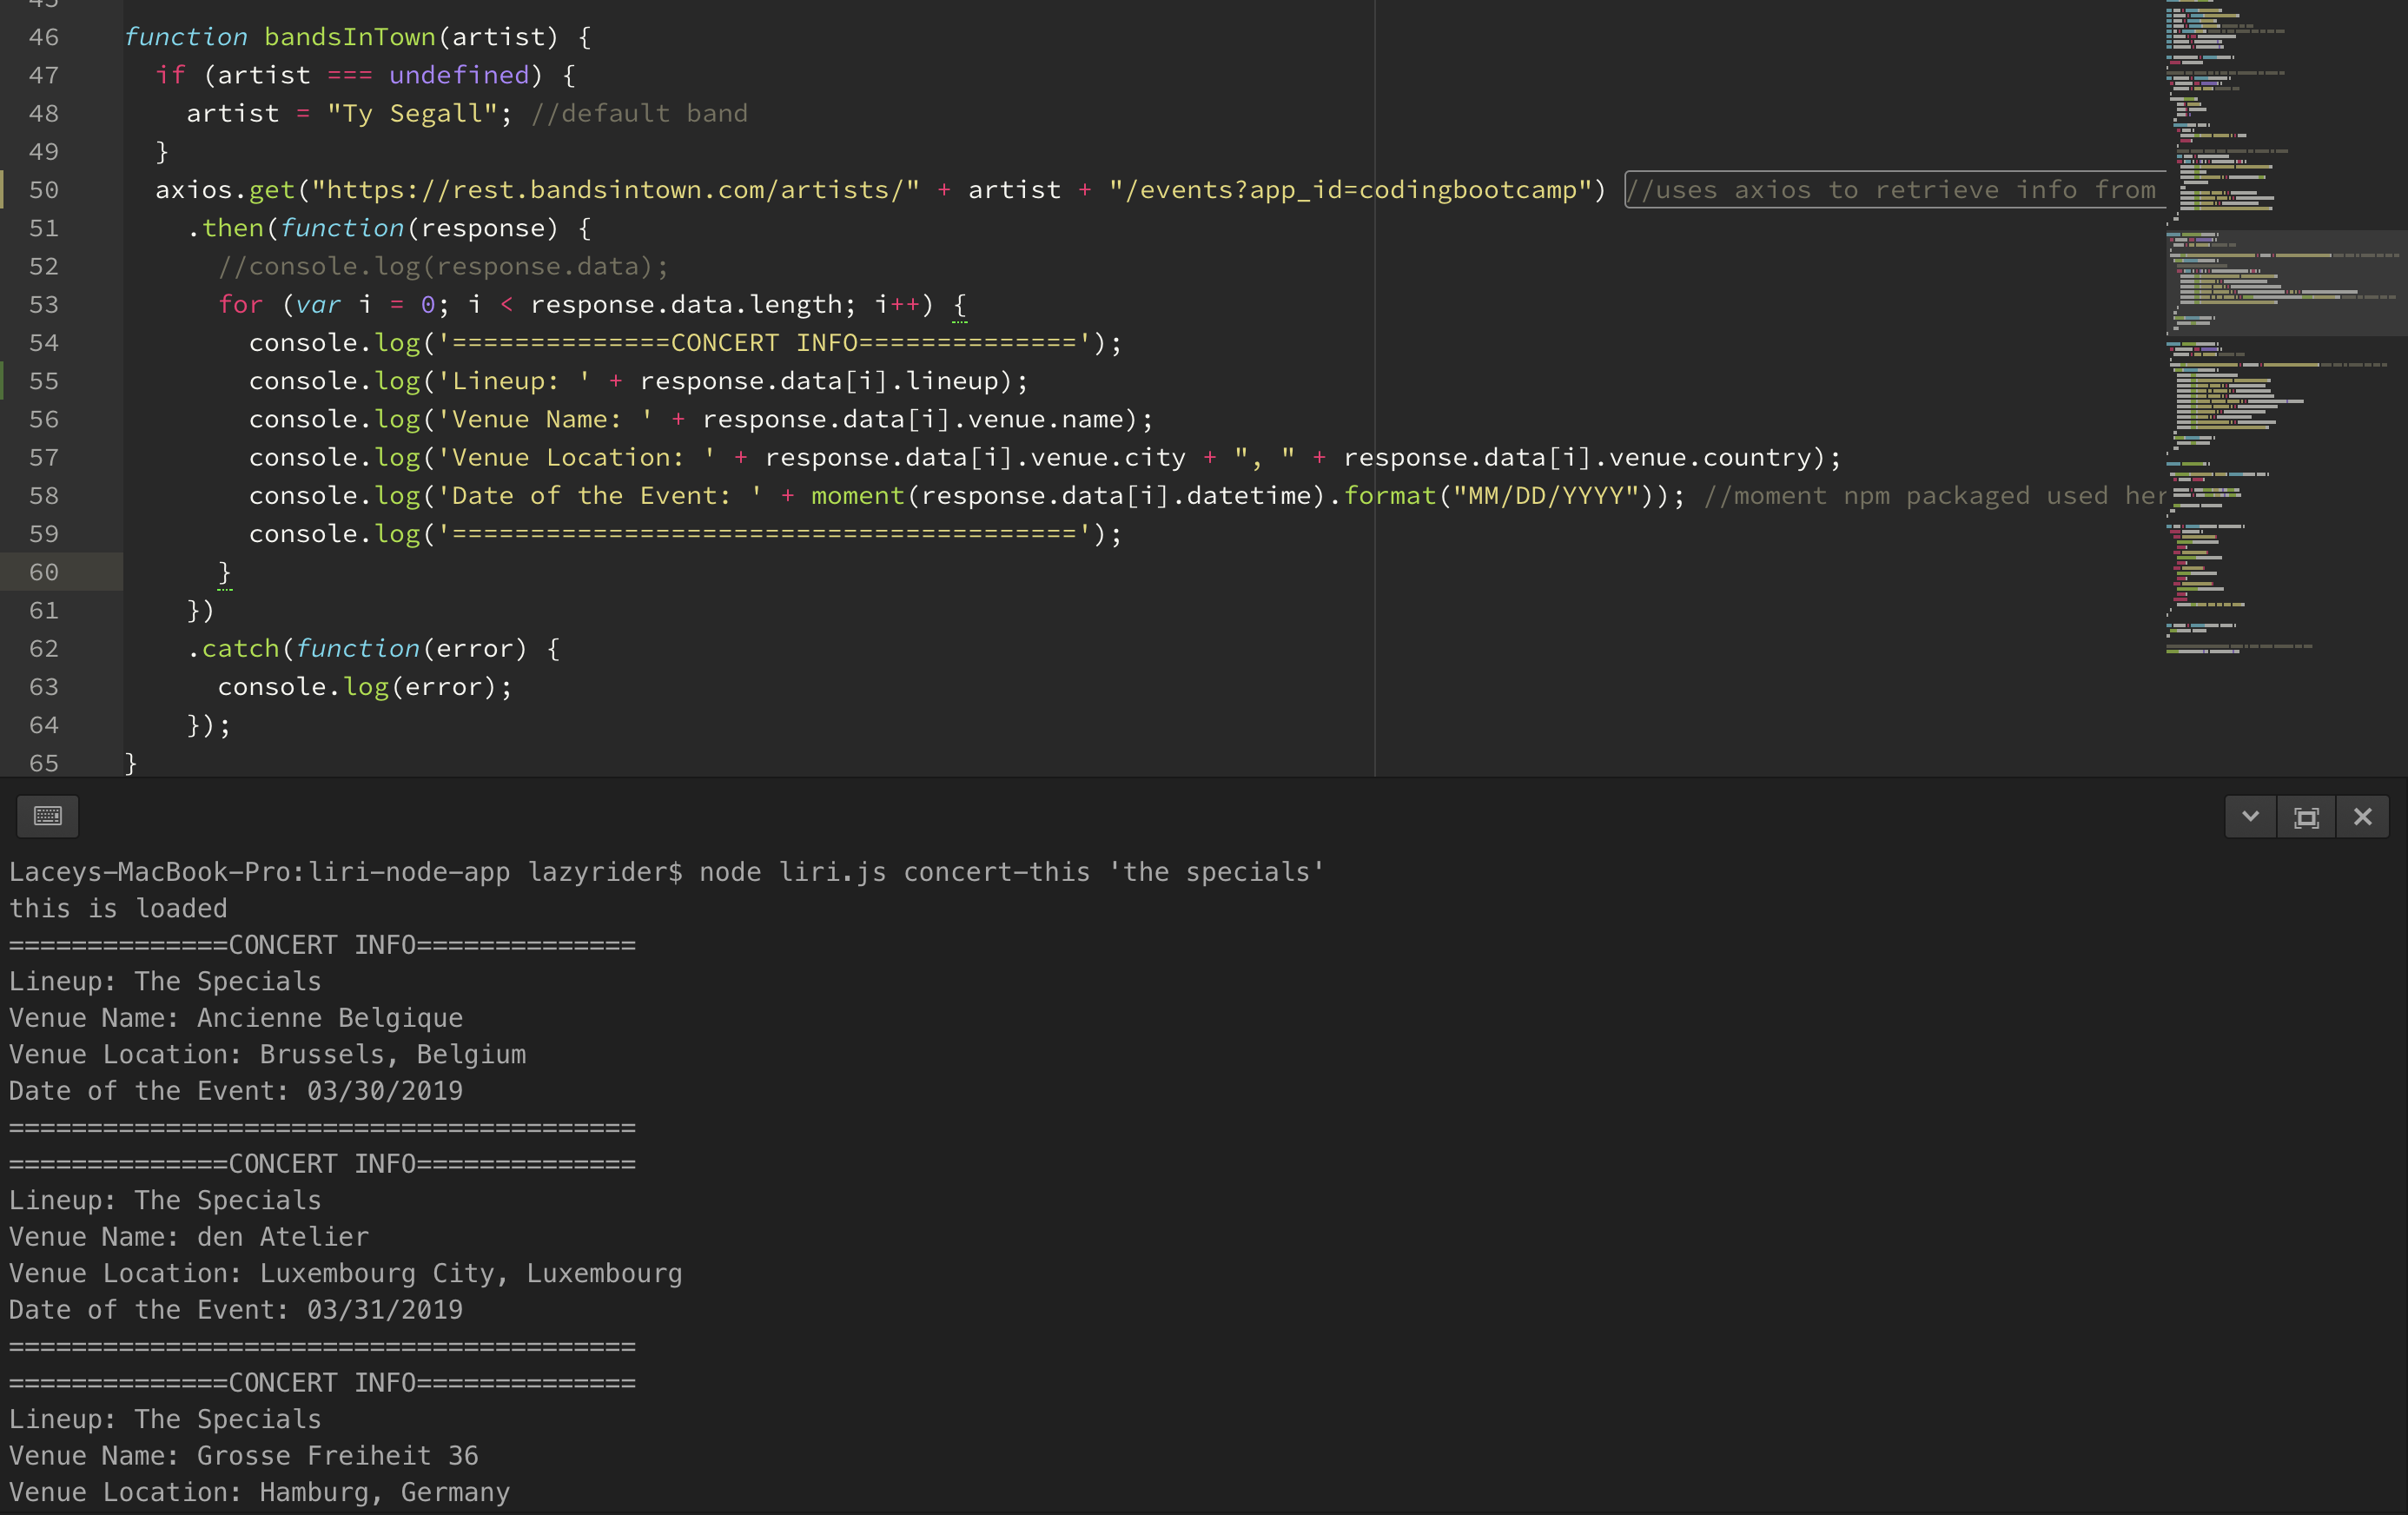 46 function bandsInTown(artist) {
47 if (artist === undefined) {
48 artist = "Ty Segall"; //default band
49 }
50 axios.get("https://rest.bandsintown.com/artists/" + artist + "/events?app_id=codingbootcamp") //uses axios to retrieve info from
51 .then(function(response) {
52 //console.log(response.data);
53 for (var i = 0; i < response.data.length; i++) {
54 console.log('==============CONCERT INFO==============');
55 console.log('Lineup: ' + response.data[i].lineup);
56 console.log('Venue Name: ' + response.data[i].venue.name);
57 console.log('Venue Location: ' + response.data[i].venue.city + ", " + response.data[i].venue.country);
58 console.log('Date of the Event: ' + moment(response.data[i].datetime).format("MM/DD/YYYY")); //moment npm packaged used her
59 console.log('========================================');
60 }
61 })
62 .catch(function(error) {
63 console.log(error);
64 });
65 }
Laceys-MacBook-Pro:liri-node-app lazyrider$ node liri.js concert-this 'the specials'
this is loaded
==============CONCERT INFO==============
Lineup: The Specials
Venue Name: Ancienne Belgique
Venue Location: Brussels, Belgium
Date of the Event: 03/30/2019
========================================
==============CONCERT INFO==============
Lineup: The Specials
Venue Name: den Atelier
Venue Location: Luxembourg City, Luxembourg
Date of the Event: 03/31/2019
========================================
==============CONCERT INFO==============
Lineup: The Specials
Venue Name: Grosse Freiheit 36
Venue Location: Hamburg, Germany